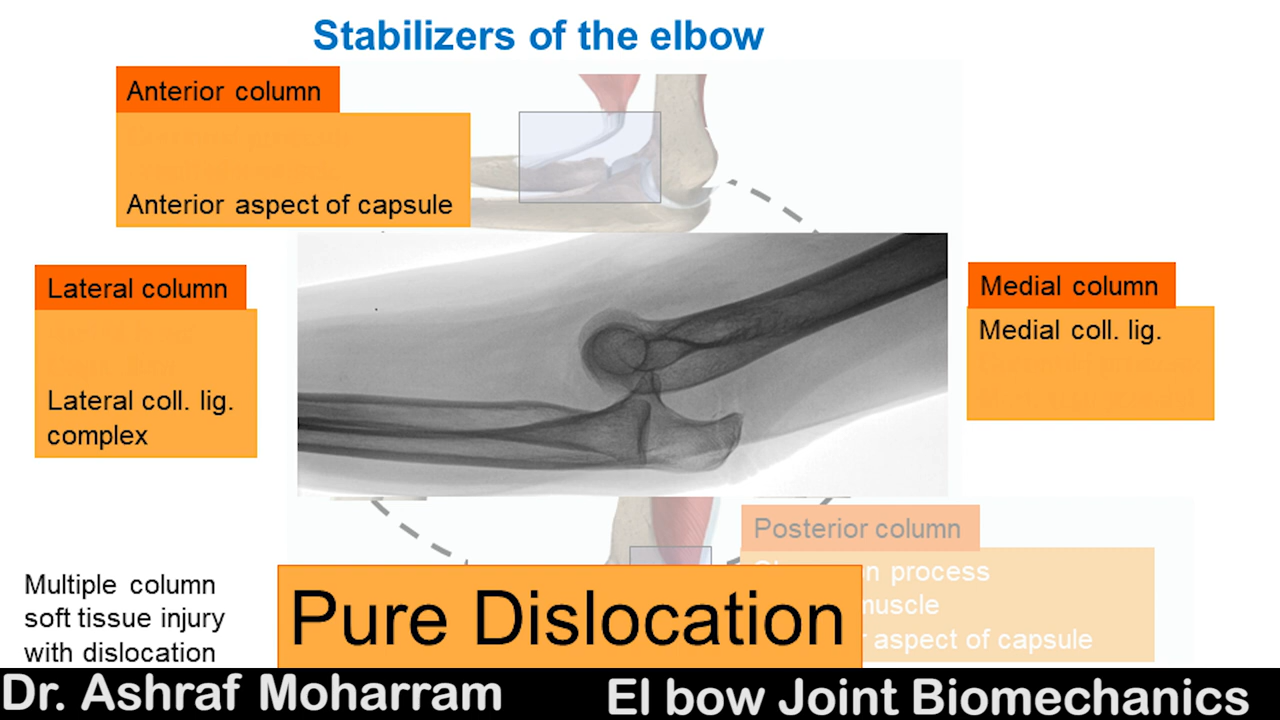 Stabilizers of the elbow
Anterior column
Anterior aspect of capsule
Lateral column
Lateral coll. lig.
complex
Medial column
Medial coll. lig.
Posterior column
process
muscle
aspect of capsule
Multiple column
soft tissue injury
with dislocation
Pure Dislocation
Dr. Ashraf Moharram
El bow Joint Biomechanics